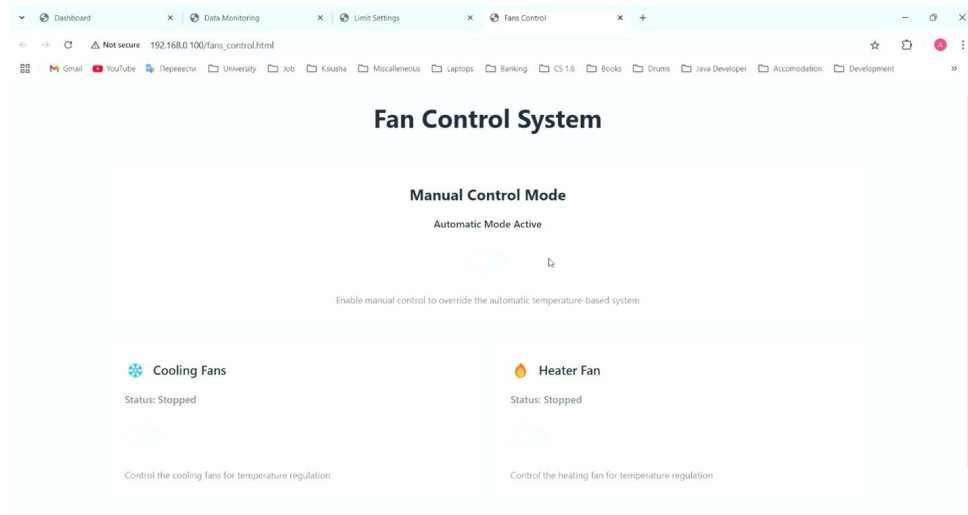 Dashboard Data Monitoring Limit Settings Fans Control
Not secure 192.168.0.100/fans_control.html A
Gmail YouTube Перевести University Job Ksiusha Miscalleneous Laptops Banking CS 1.6 Books Drums Java Developer Accomodation Development »
Fan Control System
Manual Control Mode
Automatic Mode Active
Enable manual control to override the automatic temperature-based system
Cooling Fans
Status: Stopped
Control the cooling fans for temperature regulation
Heater Fan
Status: Stopped
Control the heating fan for temperature regulation